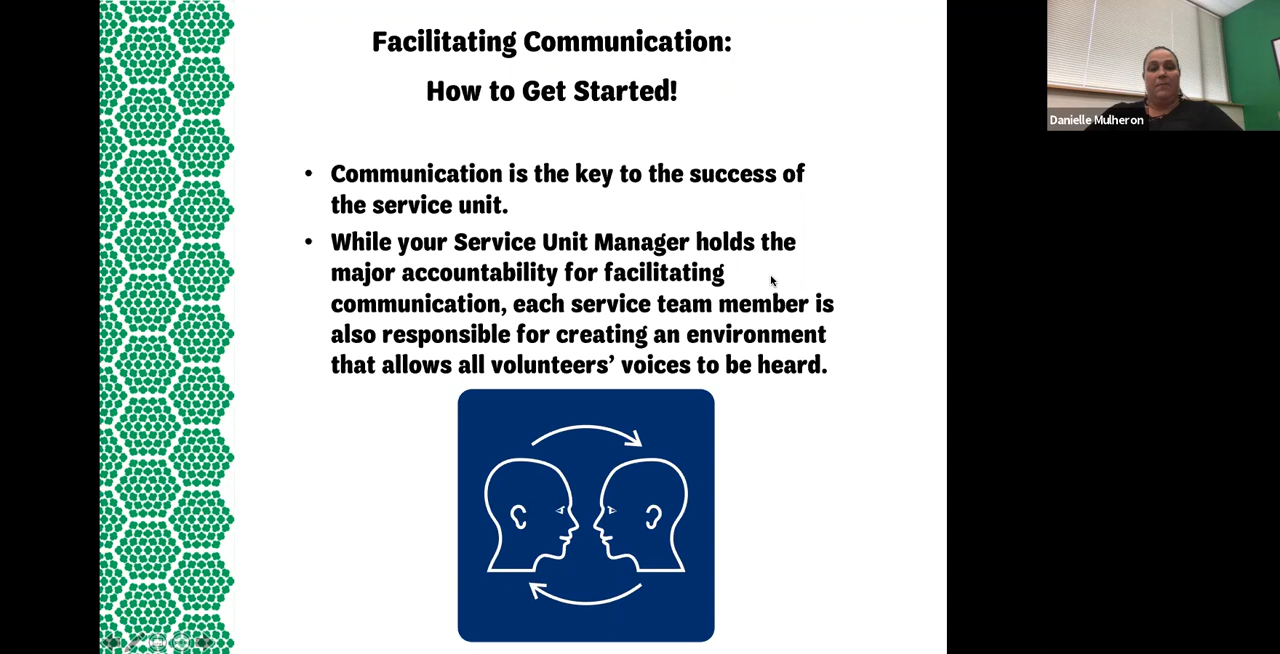 Facilitating Communication:
How to Get Started!
• Communication is the key to the success of
the service unit.
• While your Service Unit Manager holds the
major accountability for facilitating
communication, each service team member is
also responsible for creating an environment
that allows all volunteers’ voices to be heard.
Danielle Mulheron